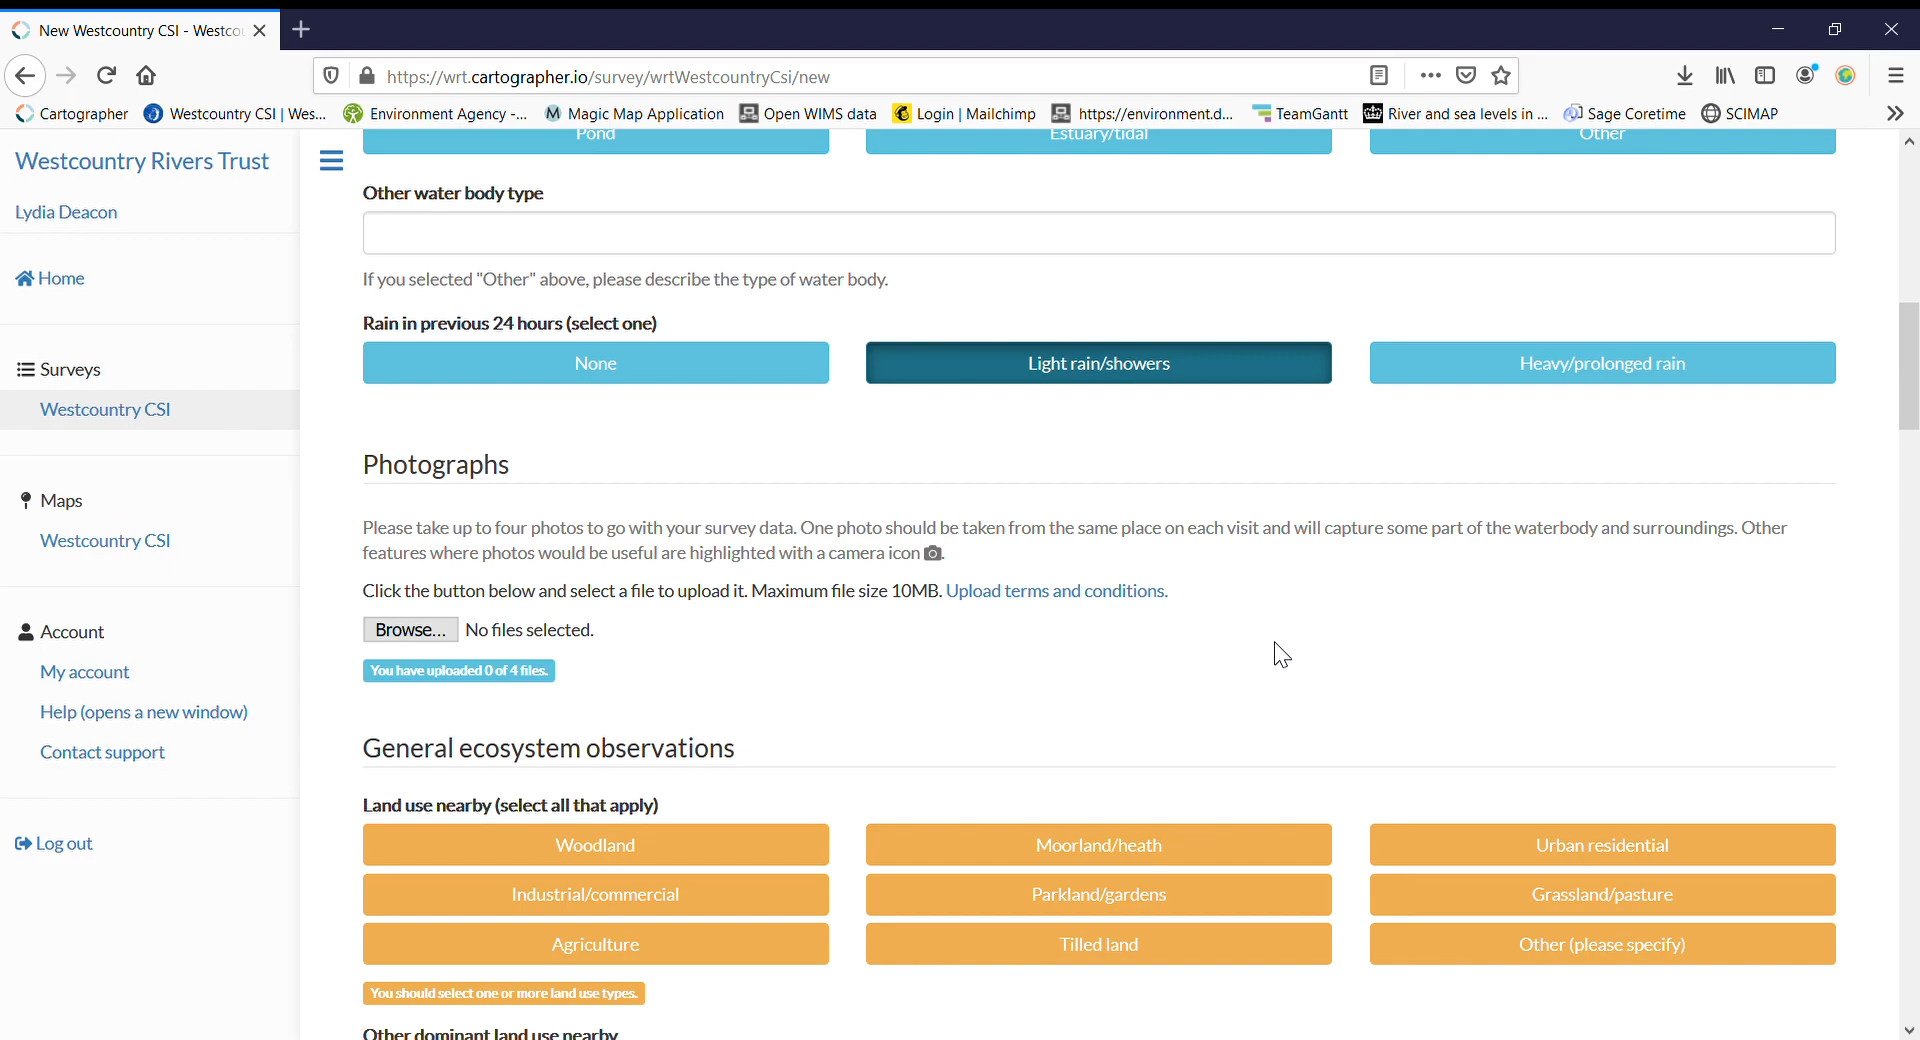 New Westcountry CSI - Westco
https://wrt.cartographer.io/survey/wrtWestcountryCsi/new
Cartographer
Westcountry CSI | Wes...
Environment Agency -...
Magic Map Application
Open WIMS data
Login | Mailchimp
https://environment.d...
TeamGantt
River and sea levels in ...
Sage Coretime
SCIMAP
Westcountry Rivers Trust
Lydia Deacon
Home
Surveys
Westcountry CSI
Maps
Westcountry CSI
Account
My account
Help (opens a new window)
Contact support
Log out
Pond
Estuary/tidal
Other
Other water body type
If you selected "Other" above, please describe the type of water body.
Rain in previous 24 hours (select one)
None
Light rain/showers
Heavy/prolonged rain
Photographs
Please take up to four photos to go with your survey data. One photo should be taken from the same place on each visit and will capture some part of the waterbody and surroundings. Other
features where photos would be useful are highlighted with a camera icon .
Click the button below and select a file to upload it. Maximum file size 10MB. Upload terms and conditions.
Browse... No files selected.
You have uploaded 0 of 4 files.
General ecosystem observations
Land use nearby (select all that apply)
Woodland
Moorland/heath
Urban residential
Industrial/commercial
Parkland/gardens
Grassland/pasture
Agriculture
Tilled land
Other (please specify)
You should select one or more land use types.
Other dominant land use nearby